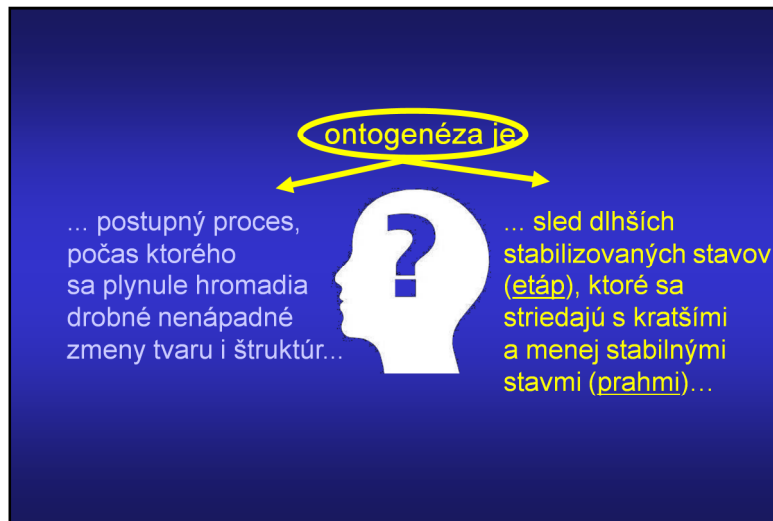 ontogenéza je
... postupný proces,
počas ktorého
sa plynule hromadia
drobné nenápadné
zmeny tvaru i štruktúr...
?
... sled dlhších
stabilizovaných stavov
(etáp), ktoré sa
striedajú s kratšími
a menej stabilnými
stavmi (prahmi)...